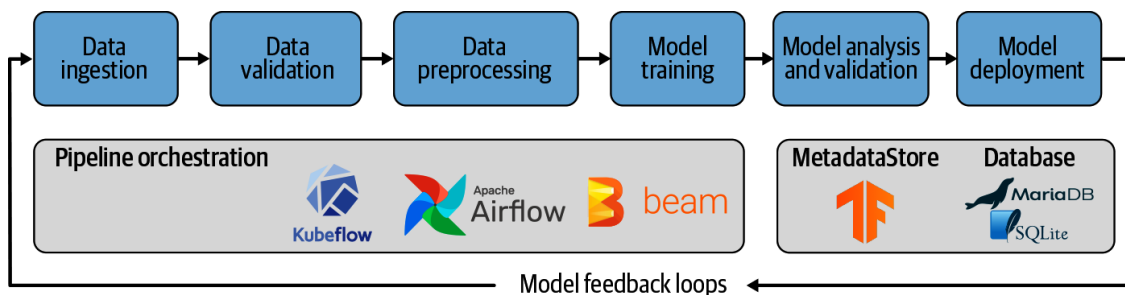 Data
ingestion
Data
validation
Data
preprocessing
Model
training
Model analysis
and validation
Model
deployment
Pipeline orchestration
Kubeflow
Apache
Airflow
beam
MetadataStore
Database
MariaDB
SQLite
Model feedback loops